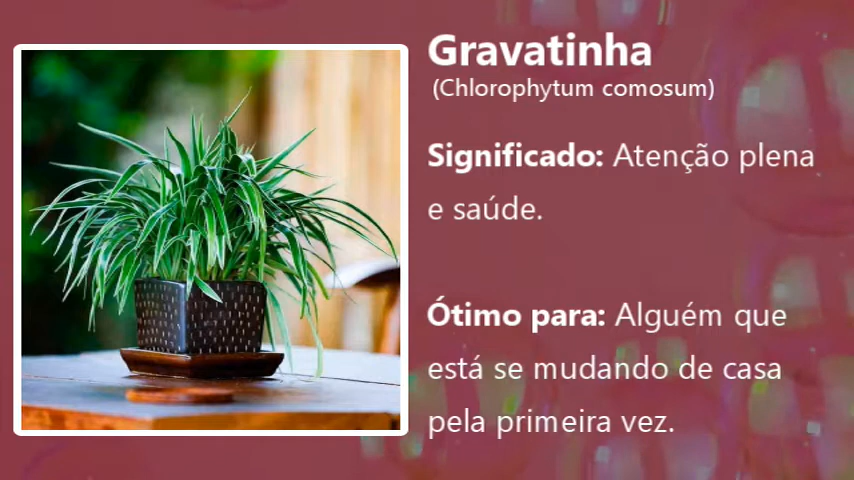 Gravatinha
(Chlorophytum comosum)
Significado: Atenção plena
e saúde.
Ótimo para: Alguém que
está se mudando de casa
pela primeira vez.